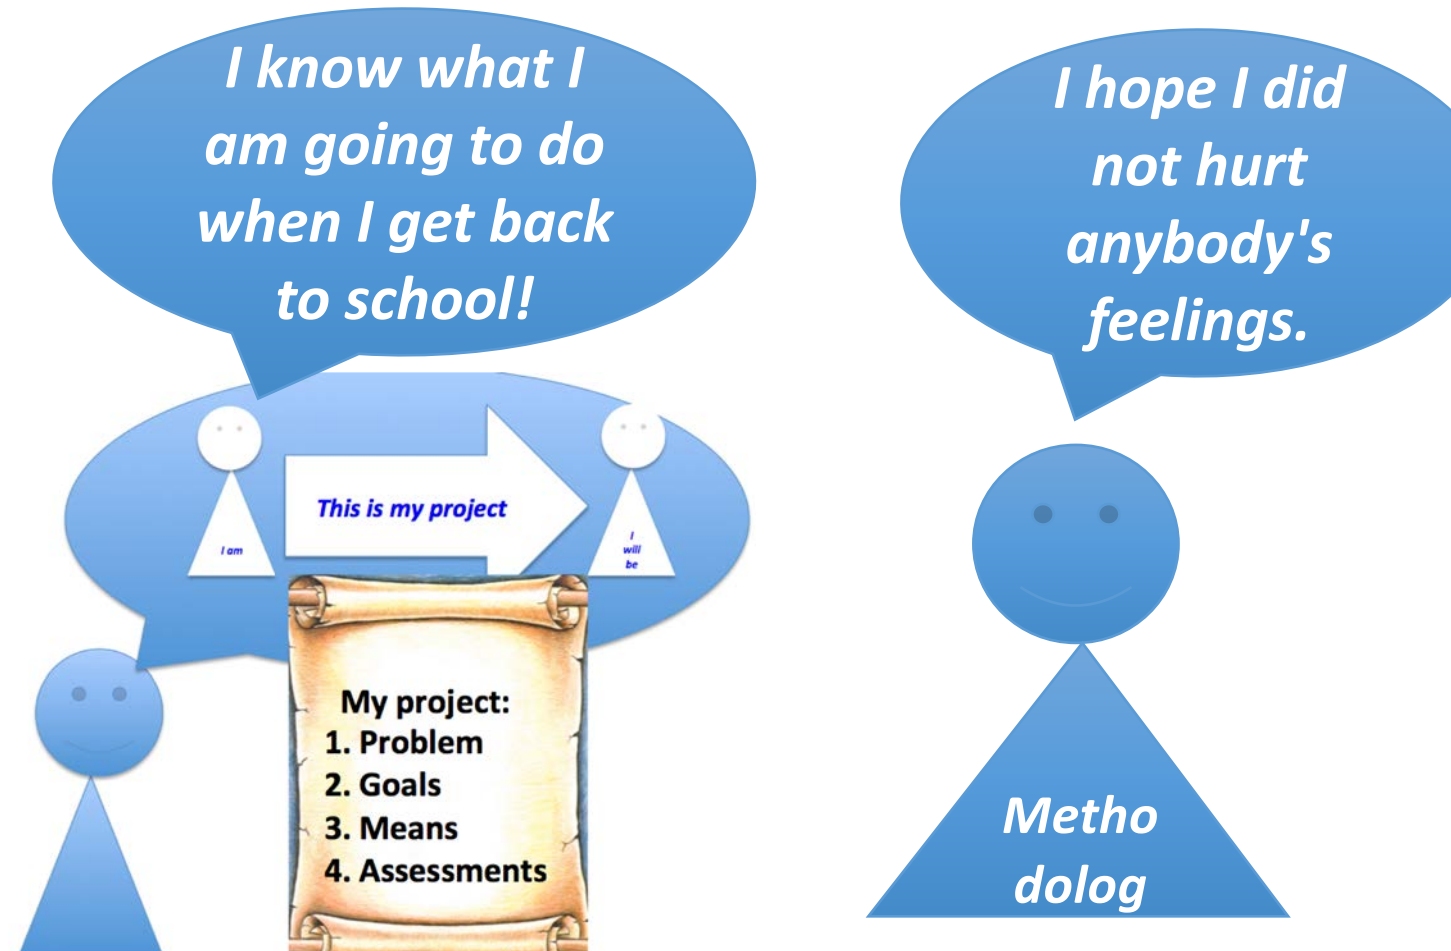 I know what I
am going to do
when I get back
to school!
I hope I did
not hurt
anybody's
feelings.
This is my project
I am
I
will
be
My project:
1. Problem
2. Goals
3. Means
4. Assessments
Metho
dolog